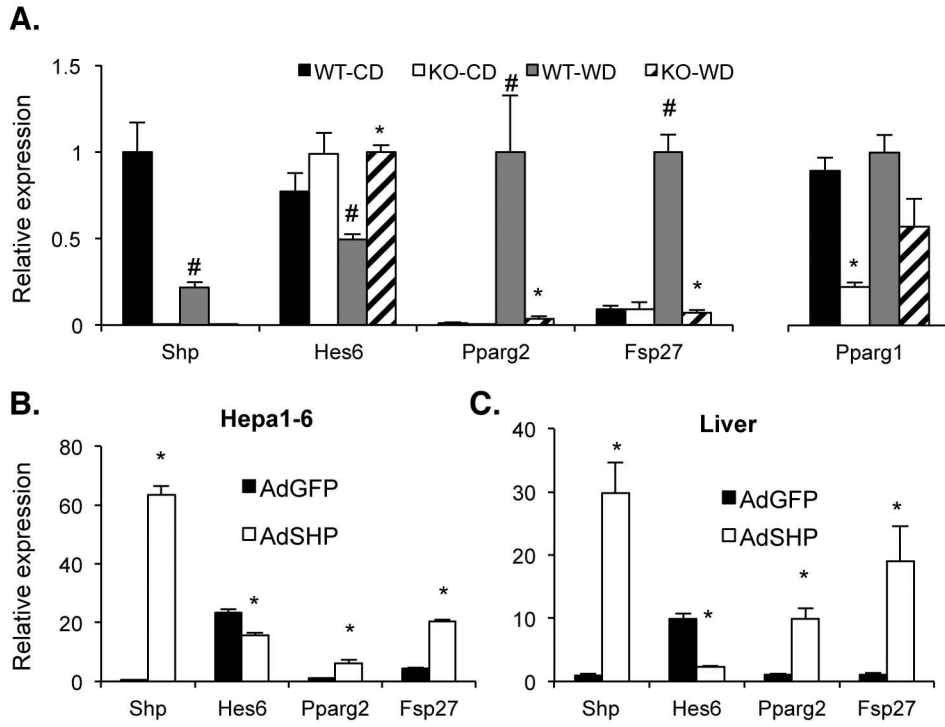 A.
Relative expression
1.5
1
0.5
0
WT-CD KO-CD WT-WD KO-WD
#
#
*
#
*
#
*
*
Shp Hes6 Pparg2 Fsp27 Pparg1
B.
Hepa1-6
Relative expression
80
60
40
20
0
AdGFP
AdSHP
*
*
*
*
Shp Hes6 Pparg2 Fsp27
C.
Liver
40
30
20
10
0
AdGFP
AdSHP
*
*
*
*
Shp Hes6 Pparg2 Fsp27